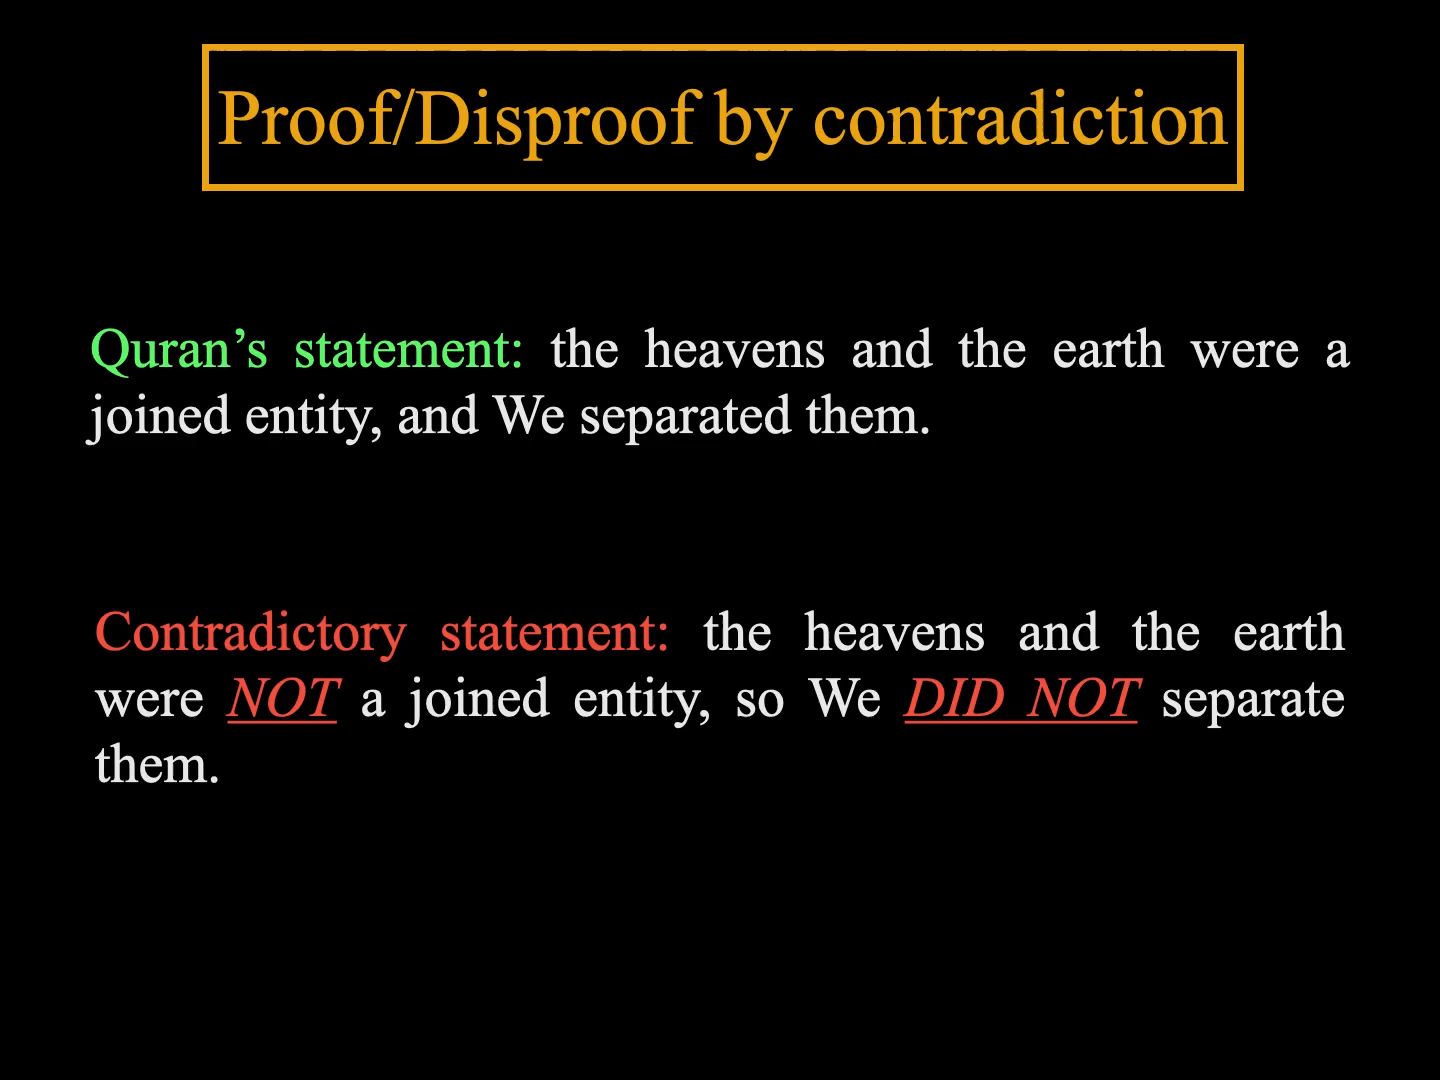 Proof/Disproof by contradiction
Quran’s statement: the heavens and the earth were a
joined entity, and We separated them.
Contradictory statement: the heavens and the earth
were NOT a joined entity, so We DID NOT separate
them.